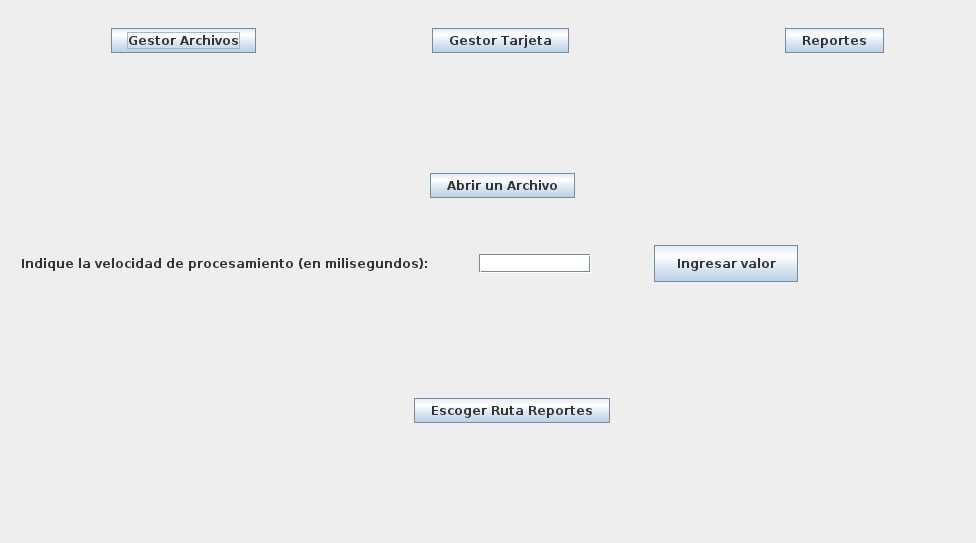 Gestor Archivos
Gestor Tarjeta
Reportes
Abrir un Archivo
Indique la velocidad de procesamiento (en milisegundos):
Ingresar valor
Escoger Ruta Reportes